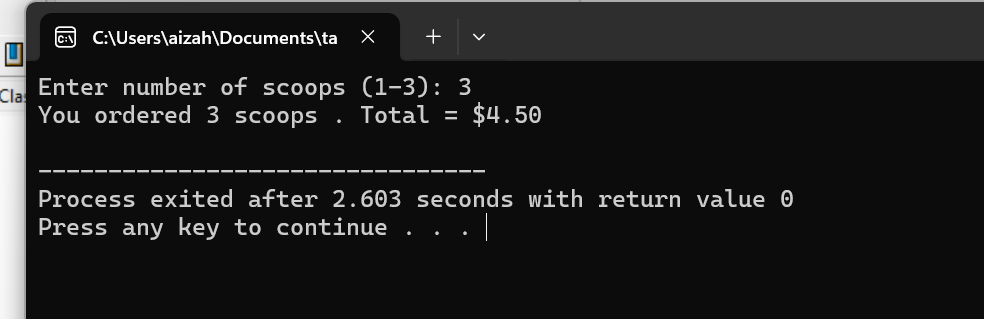 C:\Users\aizah\Documents\ta
Enter number of scoops (1-3): 3
You ordered 3 scoops . Total = $4.50
--------------------------------
Process exited after 2.603 seconds with return value 0
Press any key to continue . . .